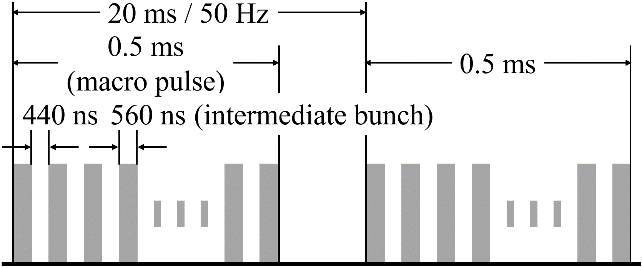 20 ms / 50 Hz
0.5 ms
(macro pulse)
0.5 ms
440 ns 560 ns (intermediate bunch)